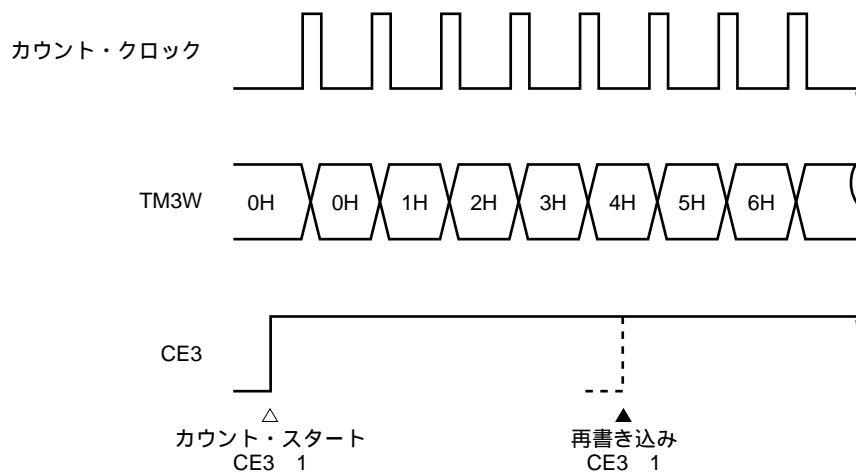 カウント・クロック
TM3W
0H 0H 1H 2H 3H 4H 5H 6H
CE3
カウント・スタート
CE3 1
再書き込み
CE3 1